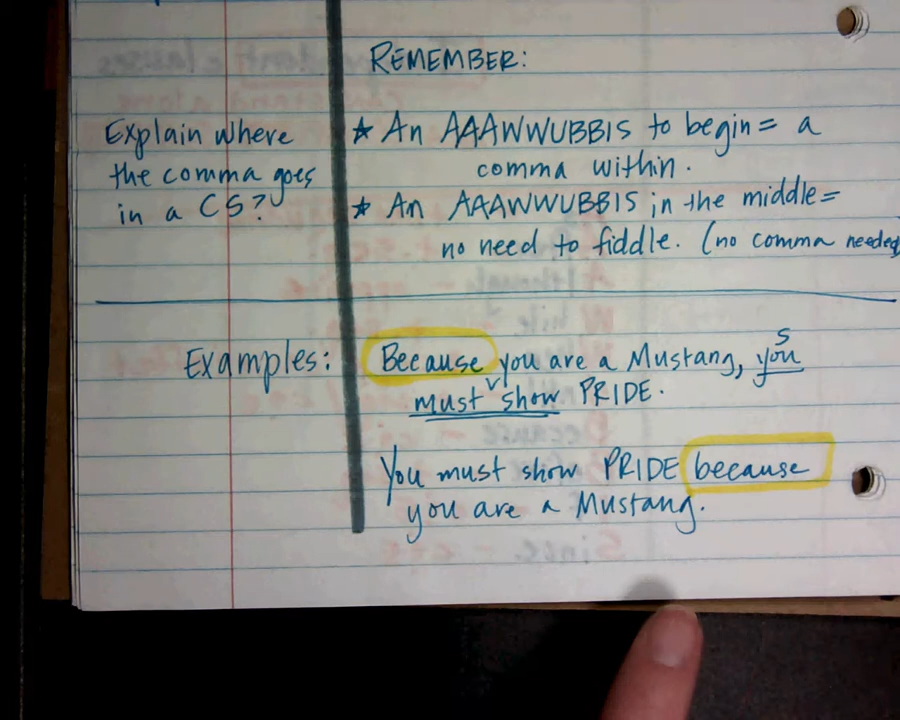 REMEMBER:
Explain where
the comma goes
in a CS?
★ An AAAWWUBBIS to begin = a
comma within.
★ An AAAWWUBBIS in the middle =
no need to fiddle. (no comma needed
Examples:
S
Because you are a Mustang, you
V
must show PRIDE.
You must show PRIDE because
you are a Mustang.